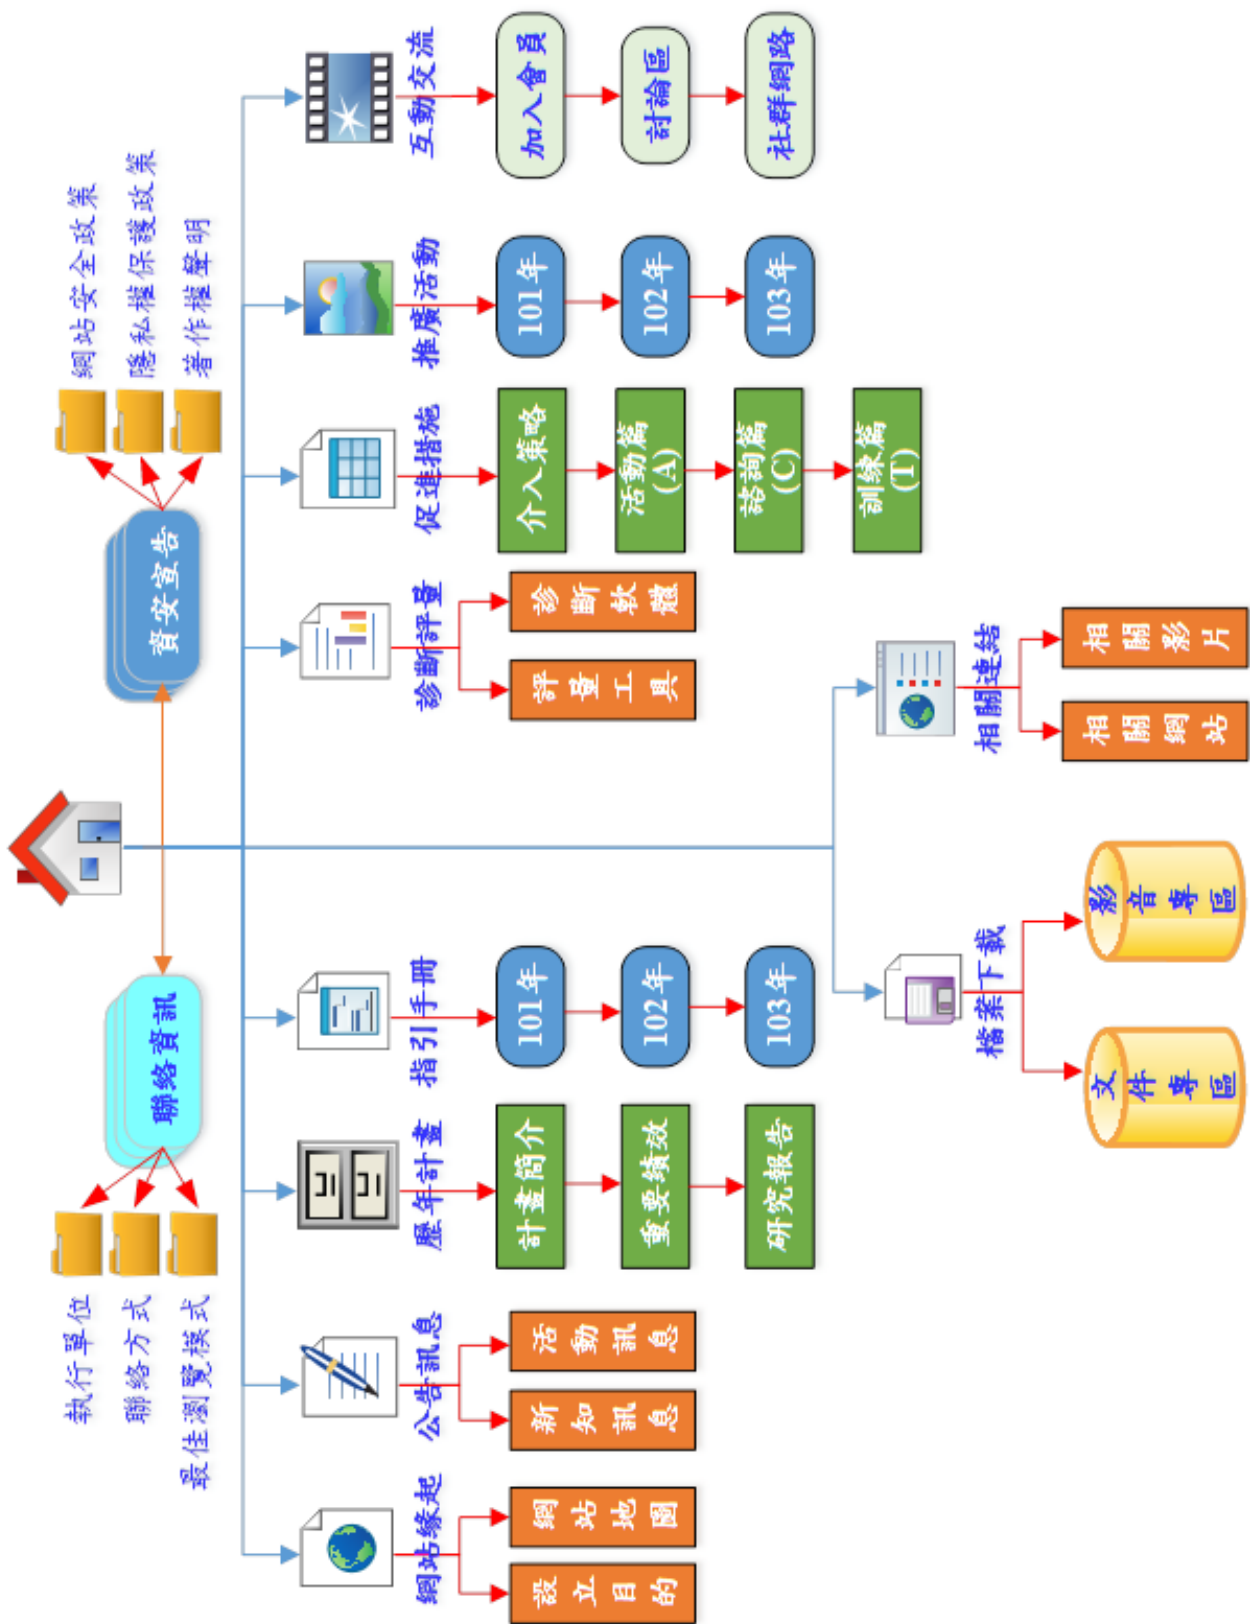 執行單位
聯絡方式
最佳瀏覽模式
聯絡資訊
資安宣告
網站安全政策
隱私權保護政策
著作權聲明
網站緣起
設立目的
網站地圖
公告訊息
新知訊息
活動訊息
歷年計畫
計畫簡介
重要績效
研究報告
指引手冊
101年
102年
103年
診斷評量
評量工具
診斷軟體
促進措施
介入策略
活動篇
(A)
諮詢篇
(C)
訓練篇
(T)
推廣活動
101年
102年
103年
互動交流
加入會員
討論區
社群網路
檔案下載
文件專區
影音專區
相關連結
相關網站
相關影片